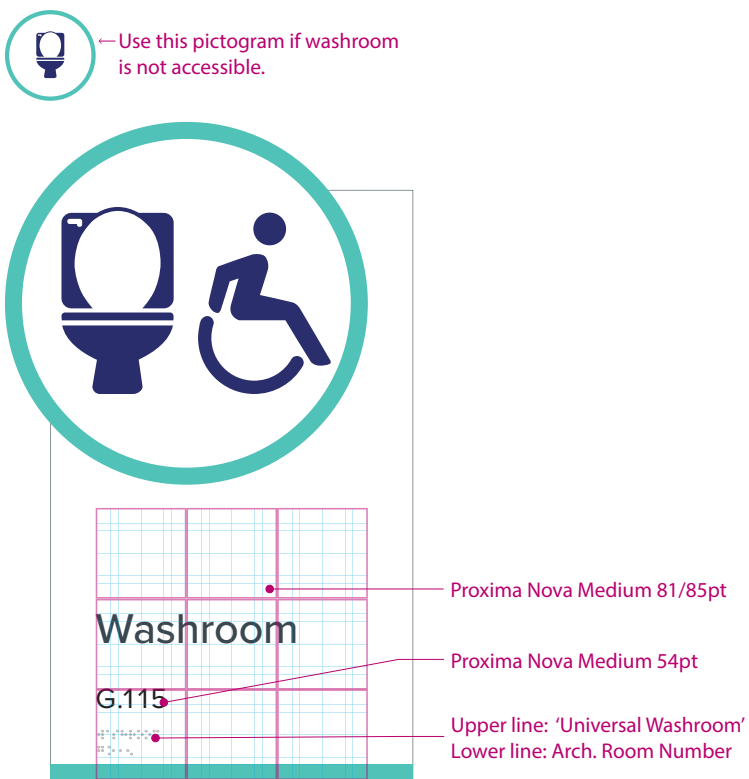 Use this pictogram if washroom
is not accessible.
Proxima Nova Medium 81/85pt
Washroom
Proxima Nova Medium 54pt
G.115
Upper line: ‘Universal Washroom’
Lower line: Arch. Room Number